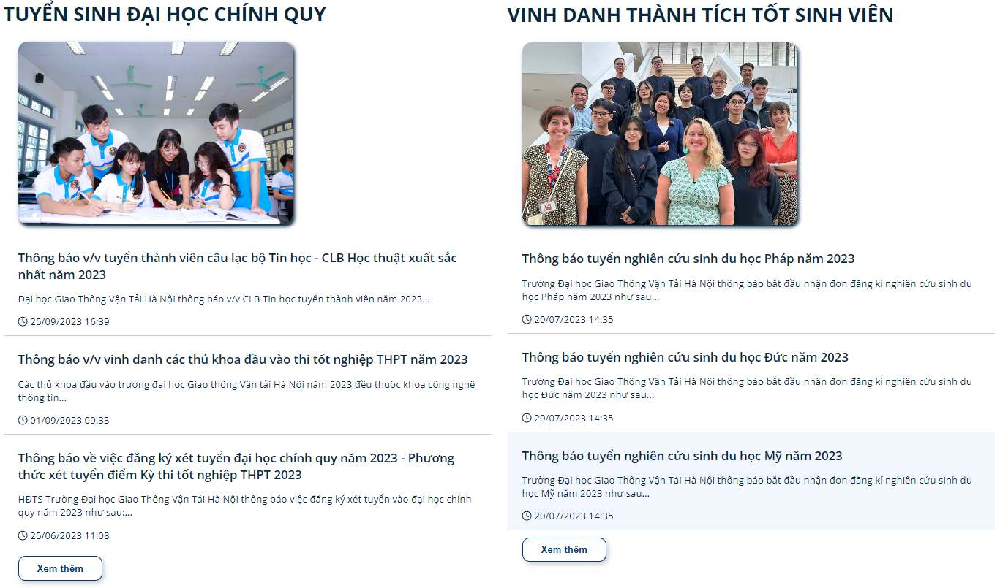 TUYỂN SINH ĐẠI HỌC CHÍNH QUY
Thông báo v/v tuyển thành viên câu lạc bộ Tin học - CLB Học thuật xuất sắc
nhất năm 2023
Đại học Giao Thông Vận Tải Hà Nội thông báo v/v CLB Tin học tuyển thành viên năm 2023...
25/09/2023 16:39
Thông báo v/v vinh danh các thủ khoa đầu vào thi tốt nghiệp THPT năm 2023
Các thủ khoa đầu vào trường đại học Giao thông Vận tải Hà Nội năm 2023 đều thuộc khoa công nghệ
thông tin...
01/09/2023 09:33
Thông báo về việc đăng ký xét tuyển đại học chính quy năm 2023 - Phương
thức xét tuyển điểm Kỳ thi tốt nghiệp THPT 2023
HĐTS Trường Đại học Giao Thông Vận Tải Hà Nội thông báo việc đăng ký xét tuyển vào đại học chính
quy năm 2023 như sau:...
25/06/2023 11:08
Xem thêm
VINH DANH THÀNH TÍCH TỐT SINH VIÊN
Thông báo tuyển nghiên cứu sinh du học Pháp năm 2023
Trường Đại học Giao Thông Vận Tải Hà Nội thông báo bắt đầu nhận đơn đăng kí nghiên cứu sinh du
học Pháp năm 2023 như sau...
20/07/2023 14:35
Thông báo tuyển nghiên cứu sinh du học Đức năm 2023
Trường Đại học Giao Thông Vận Tải Hà Nội thông báo bắt đầu nhận đơn đăng kí nghiên cứu sinh du
học Đức năm 2023 như sau...
20/07/2023 14:35
Thông báo tuyển nghiên cứu sinh du học Mỹ năm 2023
Trường Đại học Giao Thông Vận Tải Hà Nội thông báo bắt đầu nhận đơn đăng kí nghiên cứu sinh du
học Mỹ năm 2023 như sau...
20/07/2023 14:35
Xem thêm